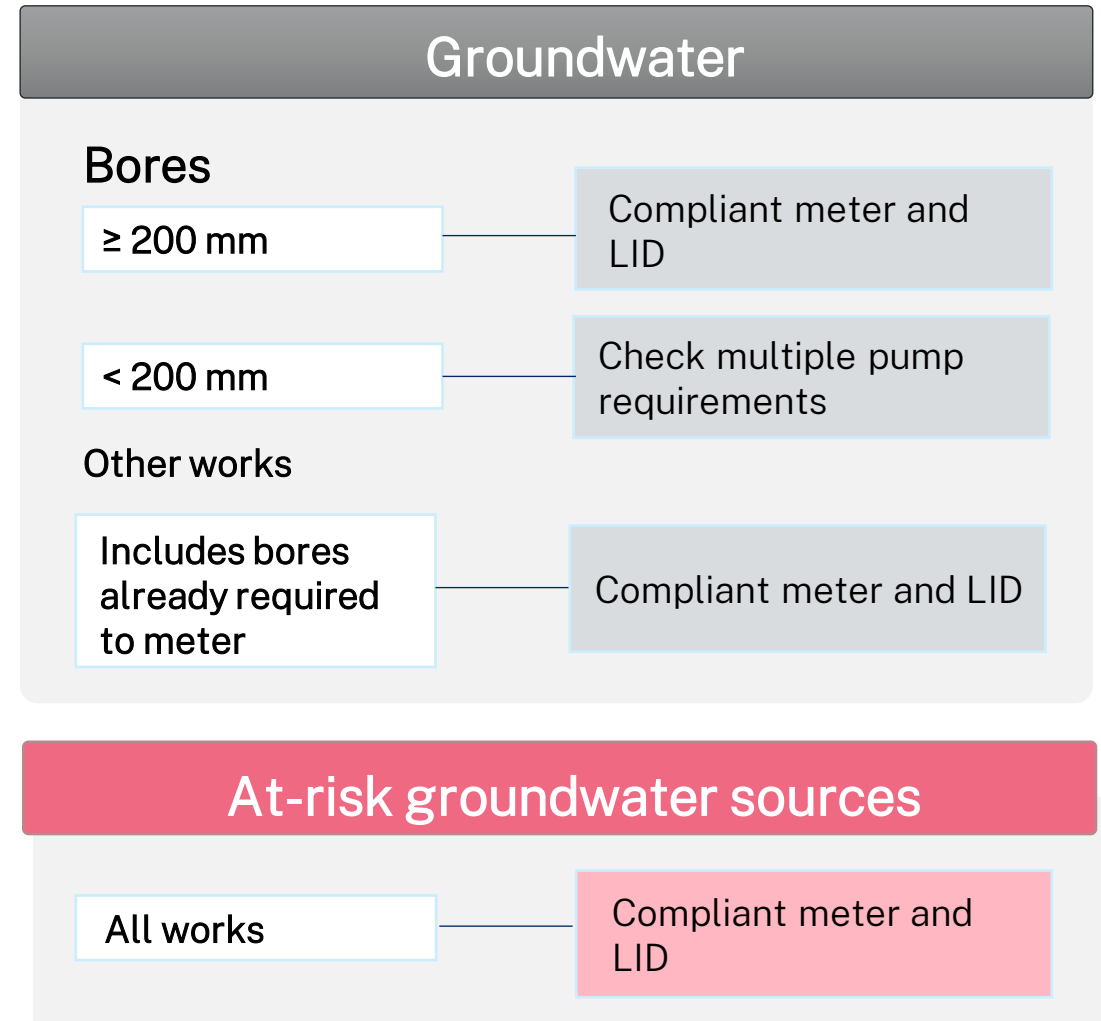 Groundwater
Bores
≥ 200 mm
Compliant meter and
LID
< 200 mm
Check multiple pump
requirements
Other works
Includes bores
already required
to meter
Compliant meter and LID
At-risk groundwater sources
All works
Compliant meter and
LID